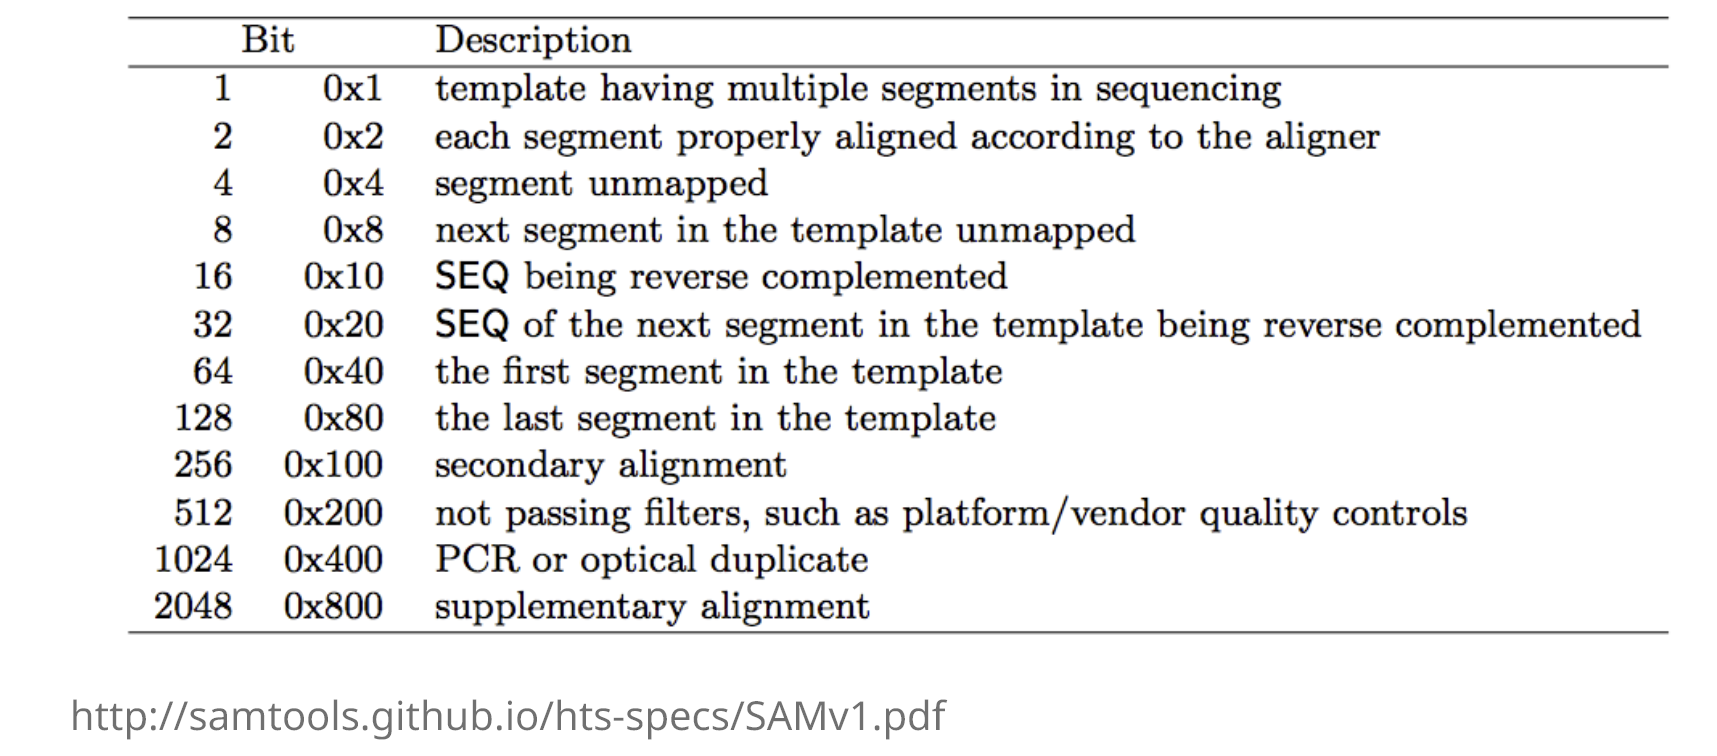 Bit Description
1 0x1 template having multiple segments in sequencing
2 0x2 each segment properly aligned according to the aligner
4 0x4 segment unmapped
8 0x8 next segment in the template unmapped
16 0x10 SEQ being reverse complemented
32 0x20 SEQ of the next segment in the template being reverse complemented
64 0x40 the first segment in the template
128 0x80 the last segment in the template
256 0x100 secondary alignment
512 0x200 not passing filters, such as platform/vendor quality controls
1024 0x400 PCR or optical duplicate
2048 0x800 supplementary alignment
http://samtools.github.io/hts-specs/SAMv1.pdf